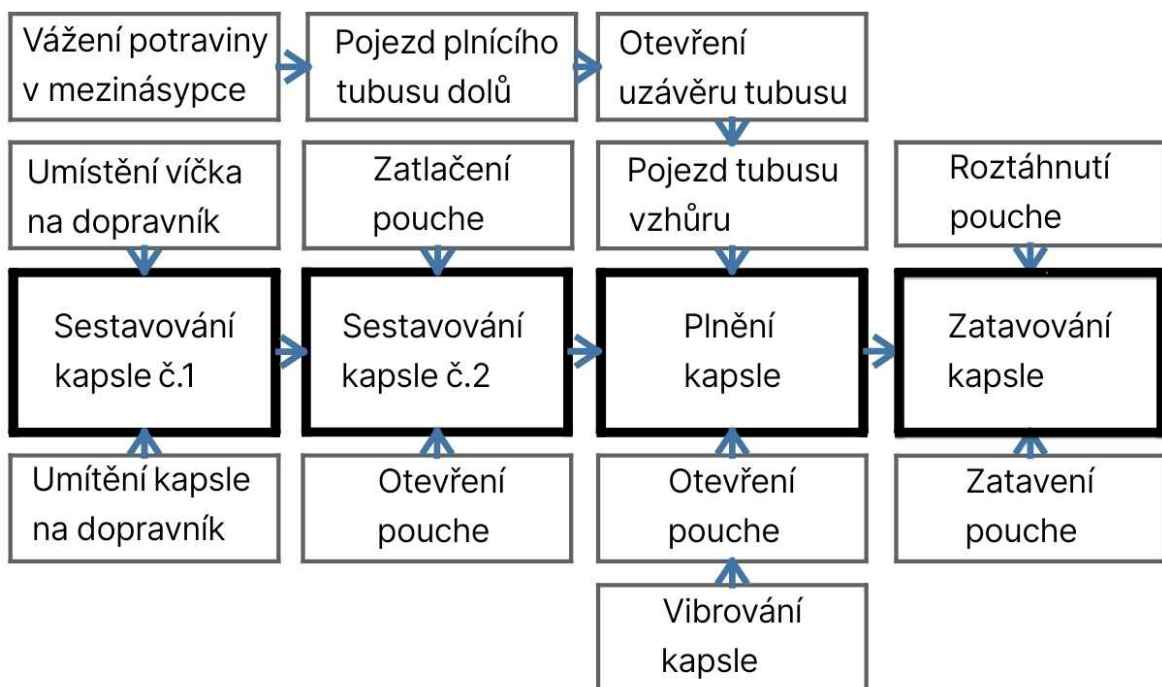 Vážení potraviny
v mezinásypce
Pojezd plnícího
tubusu dolů
Otevření
uzávěru tubusu
Umístění víčka
na dopravník
Zatlačení
pouche
Pojezd tubusu
vzhůru
Roztáhnutí
pouche
Sestavování
kapsle č.1
Sestavování
kapsle č.2
Plnění
kapsle
Zatavování
kapsle
Umítění kapsle
na dopravník
Otevření
pouche
Otevření
pouche
Zatavení
pouche
Vibrování
kapsle